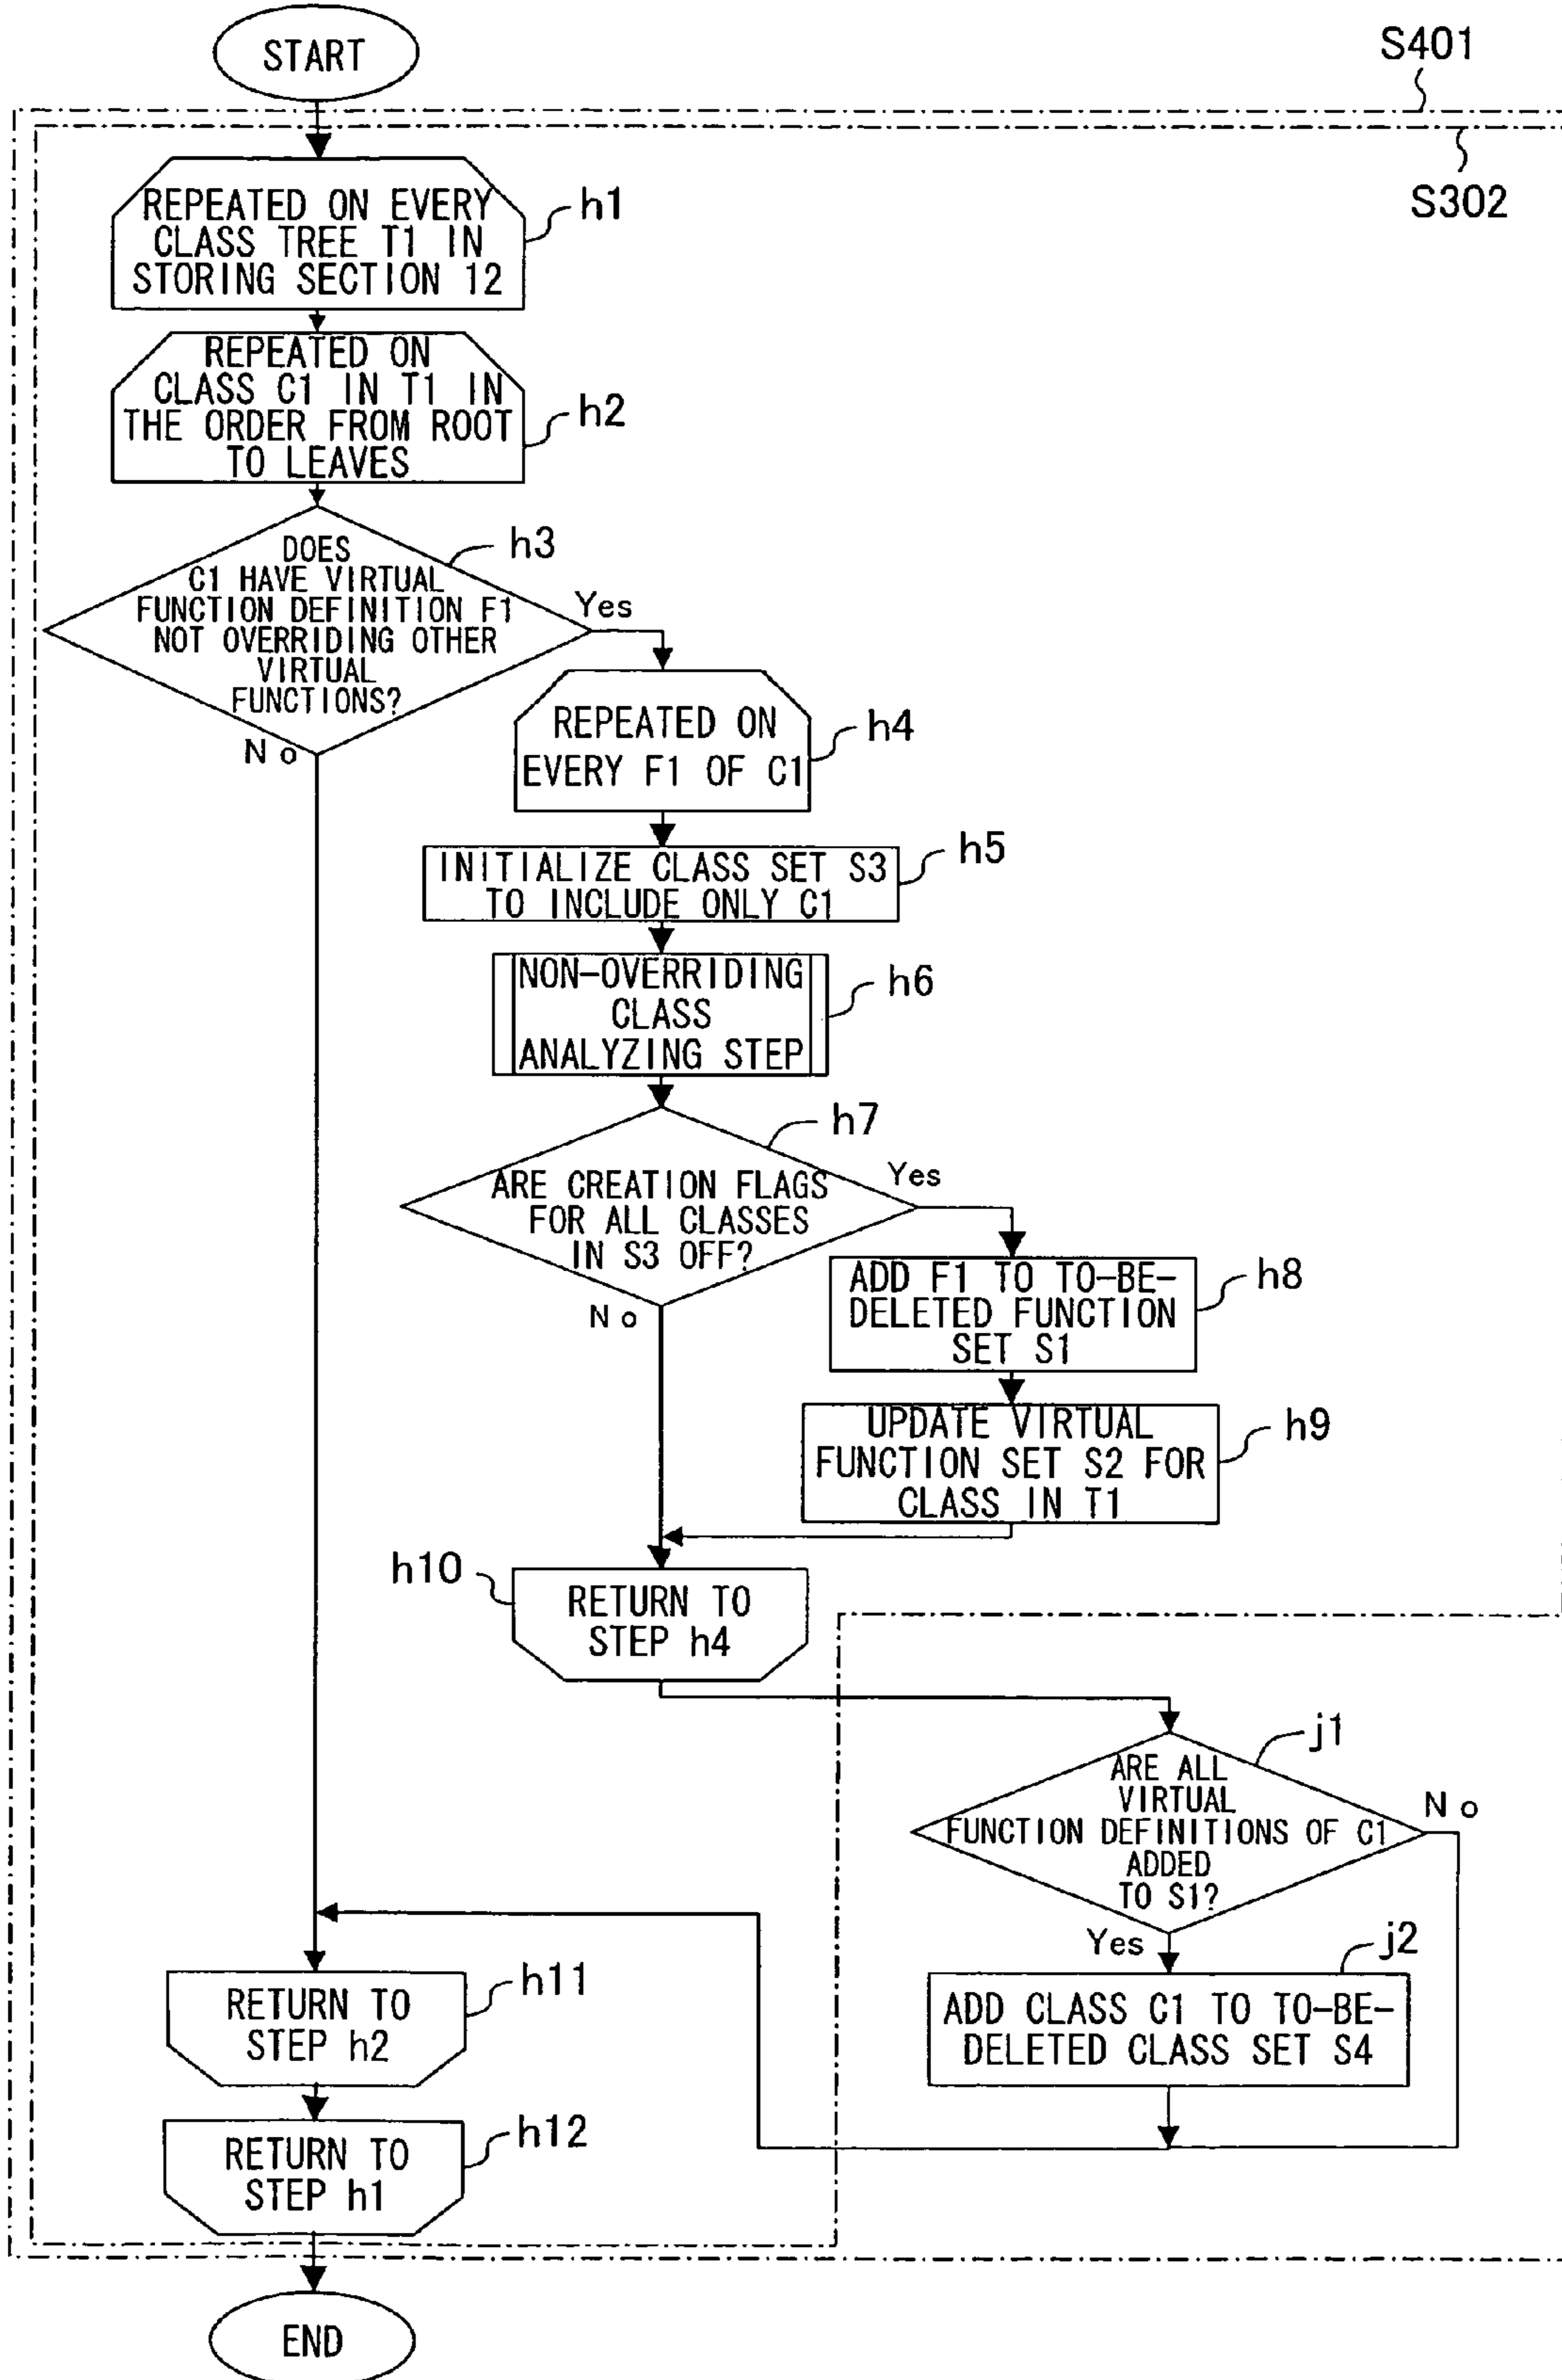 START
S401
S302
REPEATED ON EVERY
CLASS TREE T1 IN
STORING SECTION 12
h1
REPEATED ON
CLASS C1 IN T1 IN
THE ORDER FROM ROOT
TO LEAVES
h2
DOES
C1 HAVE VIRTUAL
FUNCTION DEFINITION F1
NOT OVERRIDING OTHER
VIRTUAL
FUNCTIONS?
h3
Yes
No
REPEATED ON
EVERY F1 OF C1
h4
INITIALIZE CLASS SET S3
TO INCLUDE ONLY C1
h5
NON-OVERRIDING
CLASS
ANALYZING STEP
h6
ARE CREATION FLAGS
FOR ALL CLASSES
IN S3 OFF?
h7
Yes
No
ADD F1 TO TO-BE-
DELETED FUNCTION
SET S1
h8
UPDATE VIRTUAL
FUNCTION SET S2 FOR
CLASS IN T1
h9
h10
RETURN TO
STEP h4
ARE ALL
VIRTUAL
FUNCTION DEFINITIONS OF C1
ADDED
TO S1?
j1
No
Yes
ADD CLASS C1 TO TO-BE-
DELETED CLASS SET S4
j2
RETURN TO
STEP h2
h11
RETURN TO
STEP h1
h12
END